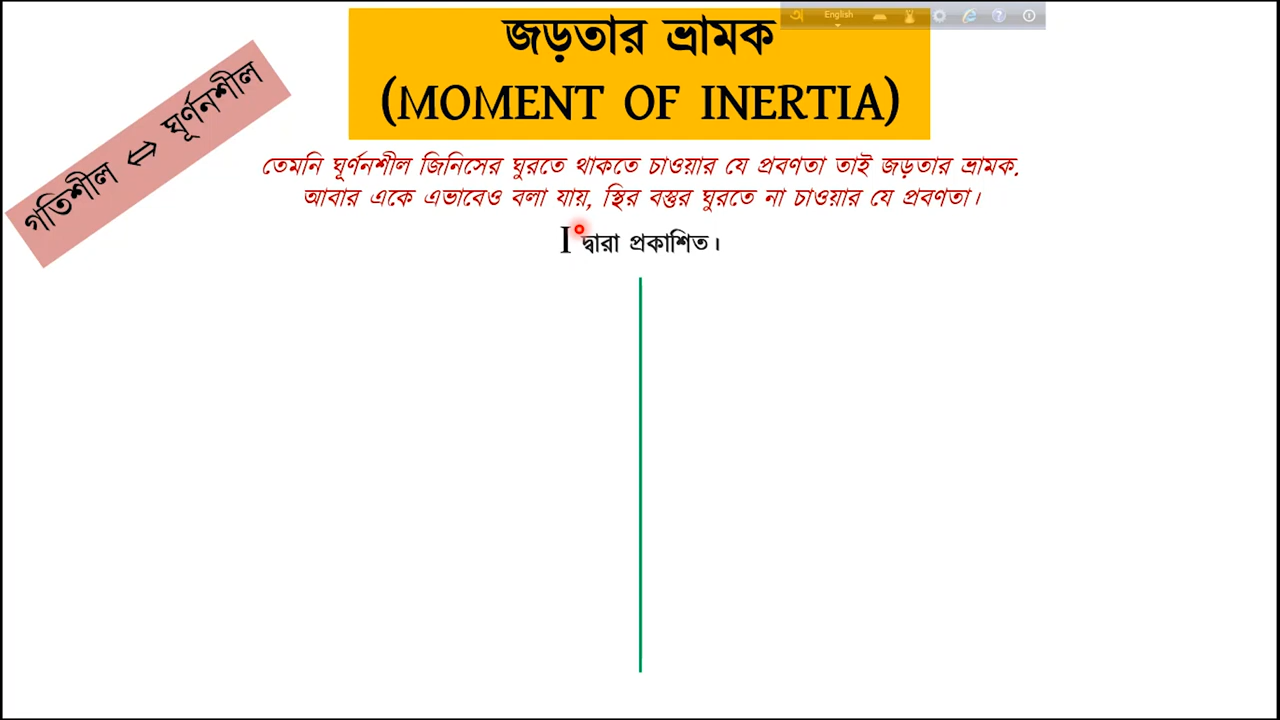 English
জড়তার ভ্রামক
(MOMENT OF INERTIA)
গতিশীল ⇔ ঘূর্ণনশীল
তেমনি ঘূর্ণনশীল জিনিসের ঘুরতে থাকতে চাওয়ার যে প্রবণতা তাই জড়তার ভ্রামক.
আবার একে এভাবেও বলা যায়, স্থির বস্তুর ঘুরতে না চাওয়ার যে প্রবণতা।
I দ্বারা প্রকাশিত।